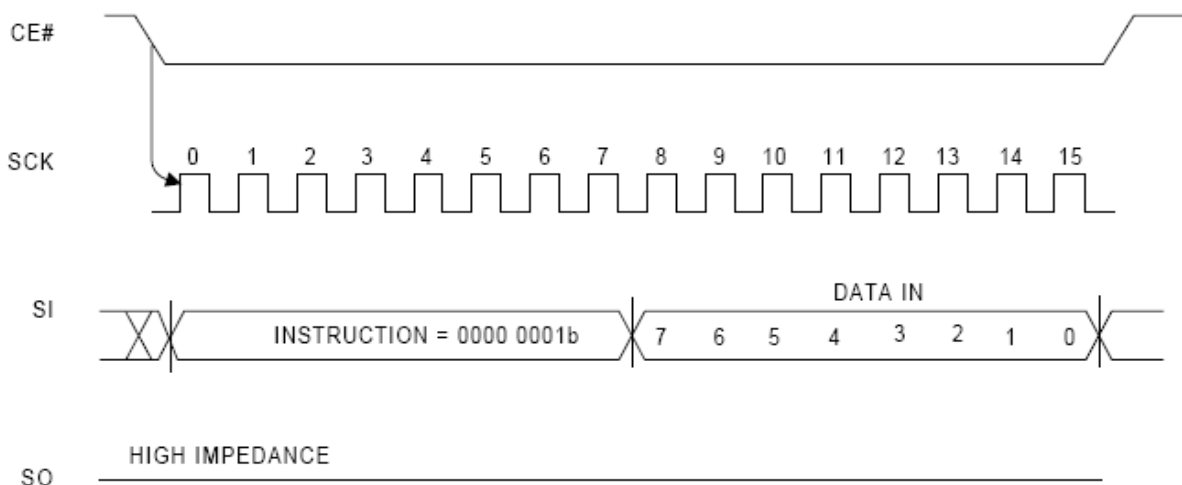 CE#
SCK
0 1 2 3 4 5 6 7 8 9 10 11 12 13 14 15
SI
DATA IN
INSTRUCTION = 0000 0001b
7 6 5 4 3 2 1 0
HIGH IMPEDANCE
SO